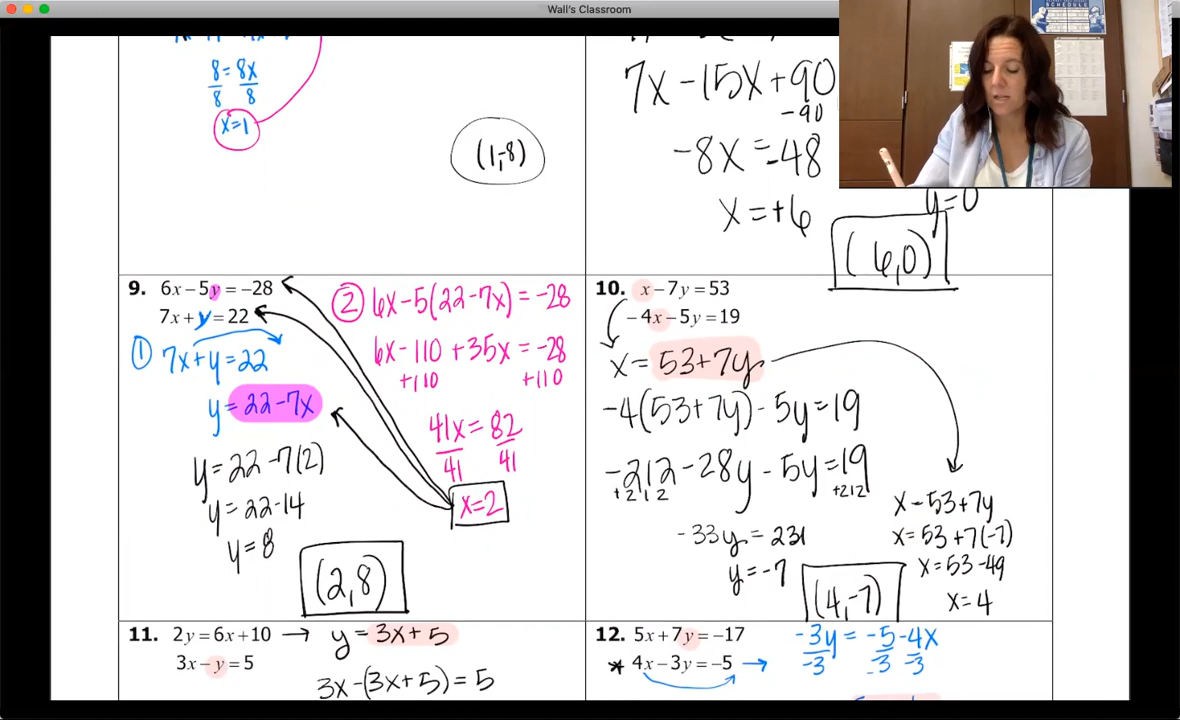 Wall's Classroom
SCHEDULE
8 = 8x
8 8
x=1
(1,-8)
7x - 15x + 90
-90
-8x = -48
x = +6
y=0
(6,0)
9. 6x - 5y = -28
7x + y = 22
① 7x + y = 22
y = 22 - 7x
y = 22 - 7(2)
y = 22 - 14
y = 8
(2,8)
② 6x - 5(22 - 7x) = -28
6x - 110 + 35x = -28
+110 +110
41x = 82
41 41
x=2
10. x - 7y = 53
-4x - 5y = 19
x = 53 + 7y
-4(53 + 7y) - 5y = 19
-212 - 28y - 5y = 19
+212 +212
-33y = 231
y = -7
x = 53 + 7y
x = 53 + 7(-7)
x = 53 - 49
x = 4
(4,-7)
11. 2y = 6x + 10 → y = 3x + 5
3x - y = 5
3x - (3x + 5) = 5
12. 5x + 7y = -17
* 4x - 3y = -5 →
-3y = -5 - 4x
-3 -3 -3